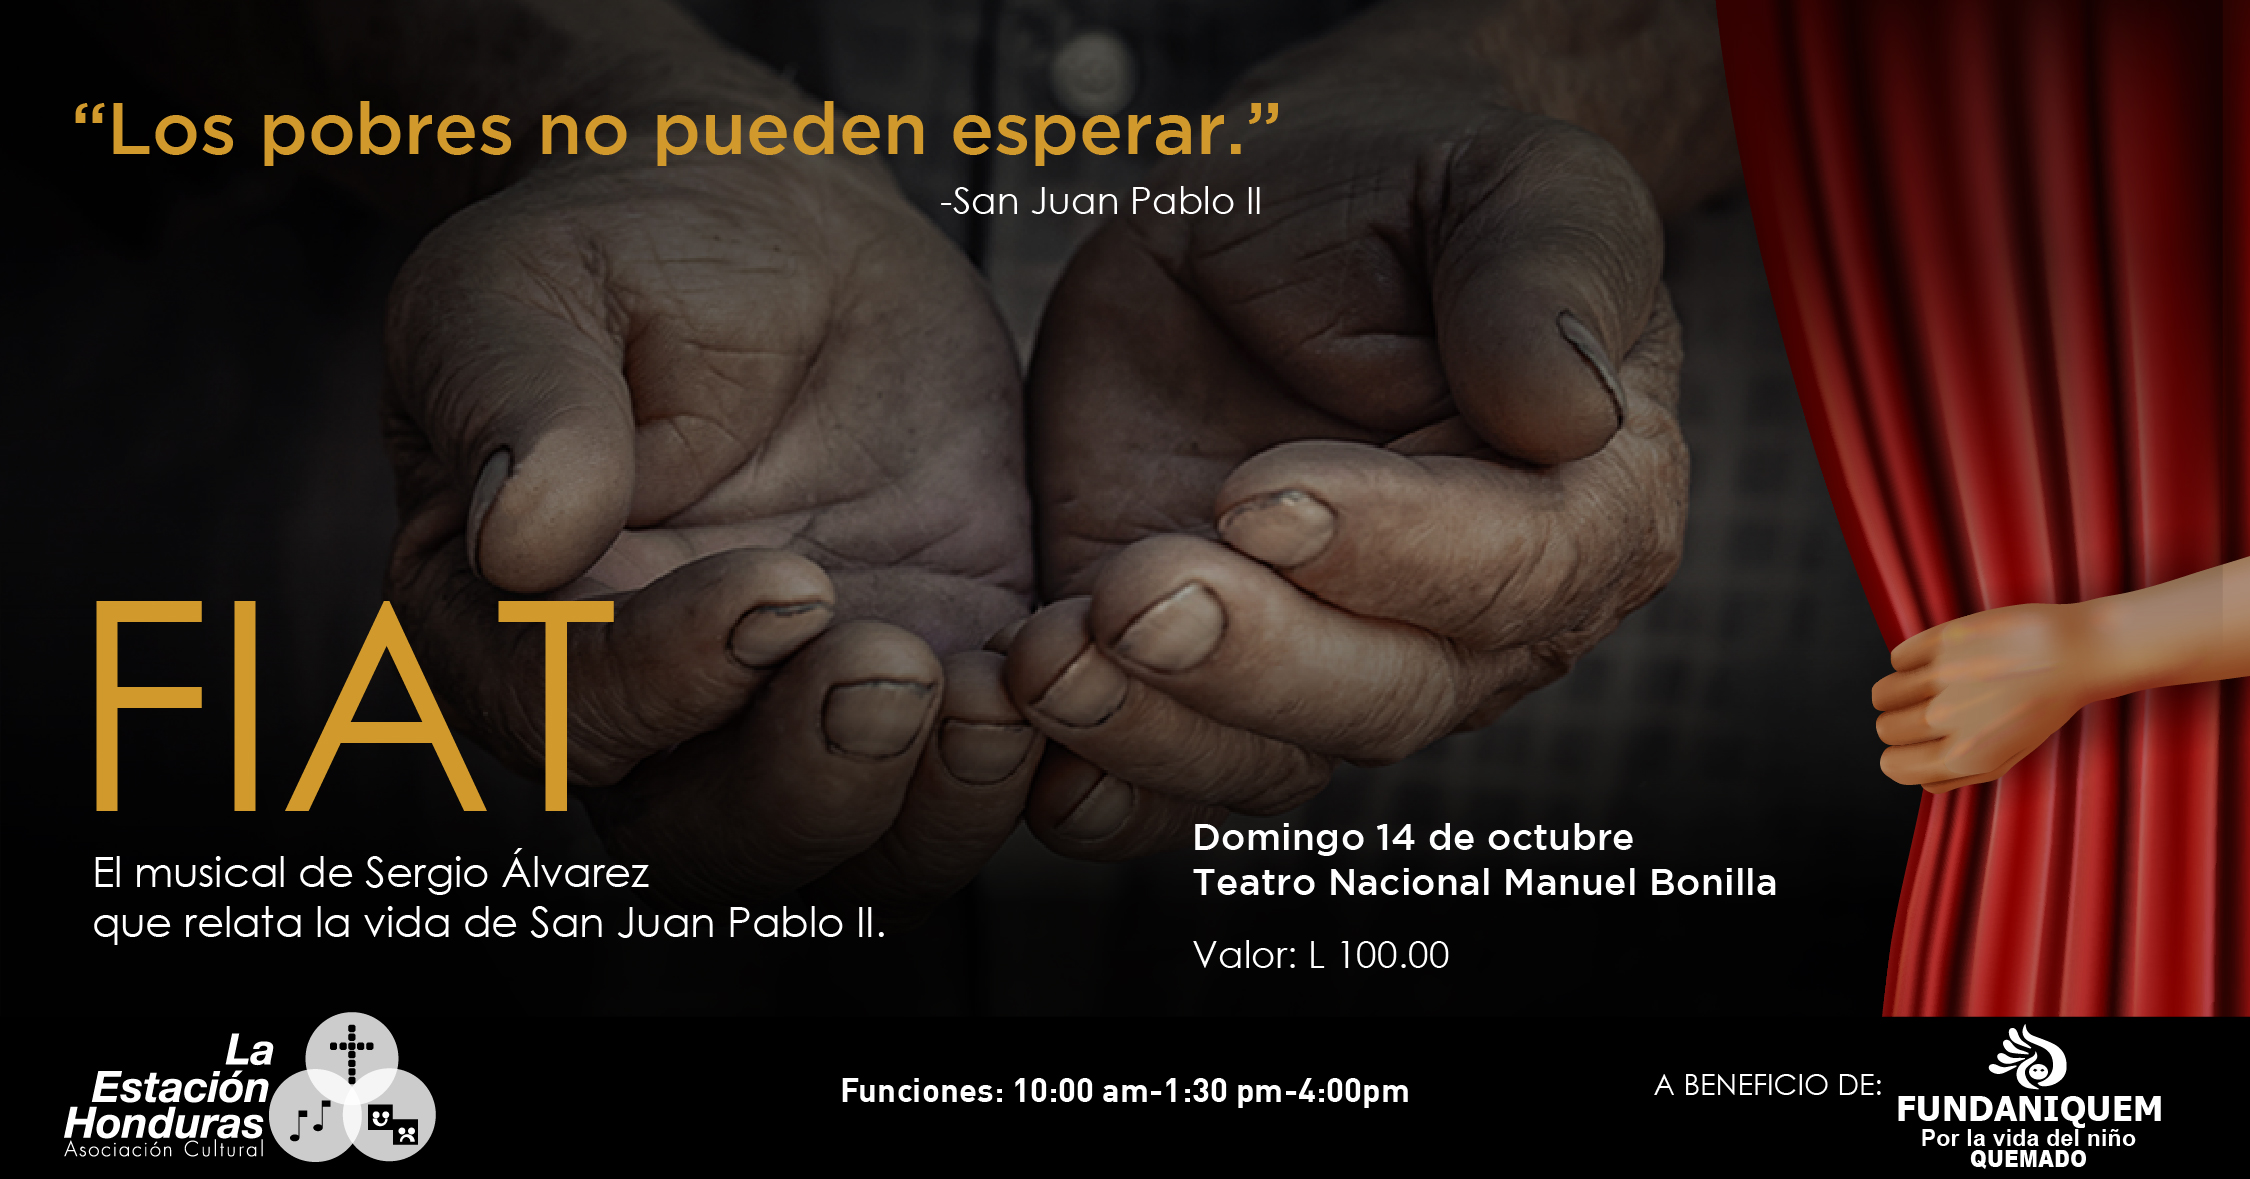 “Los pobres no pueden esperar.”
-San Juan Pablo II
FIAT
El musical de Sergio Álvarez
que relata la vida de San Juan Pablo II.
Domingo 14 de octubre
Teatro Nacional Manuel Bonilla
Valor: L 100.00
La
Estación
Honduras
Asociación Cultural
Funciones: 10:00 am-1:30 pm-4:00pm
A BENEFICIO DE:
FUNDANIQUEM
Por la vida del niño
QUEMADO